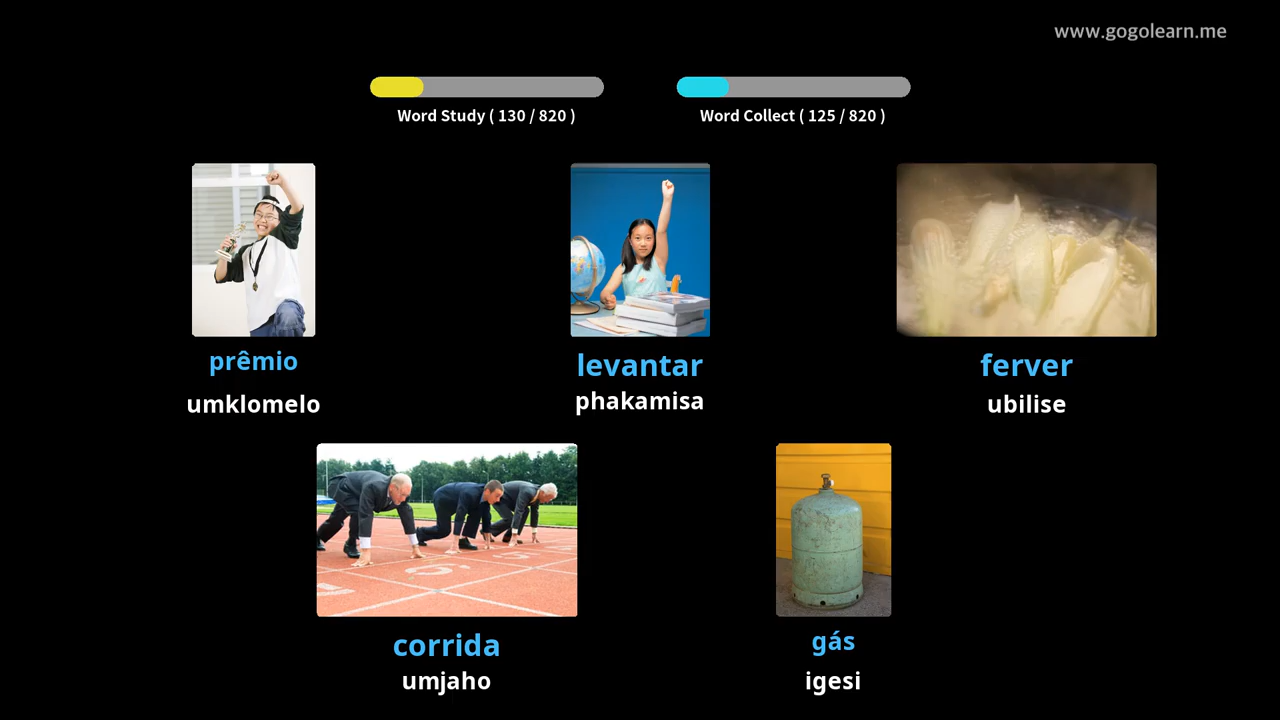 www.gogolearn.me
Word Study ( 130 / 820 )
Word Collect ( 125 / 820 )
prêmio
umklomelo
levantar
phakamisa
ferver
ubilise
corrida
umjaho
gás
igesi